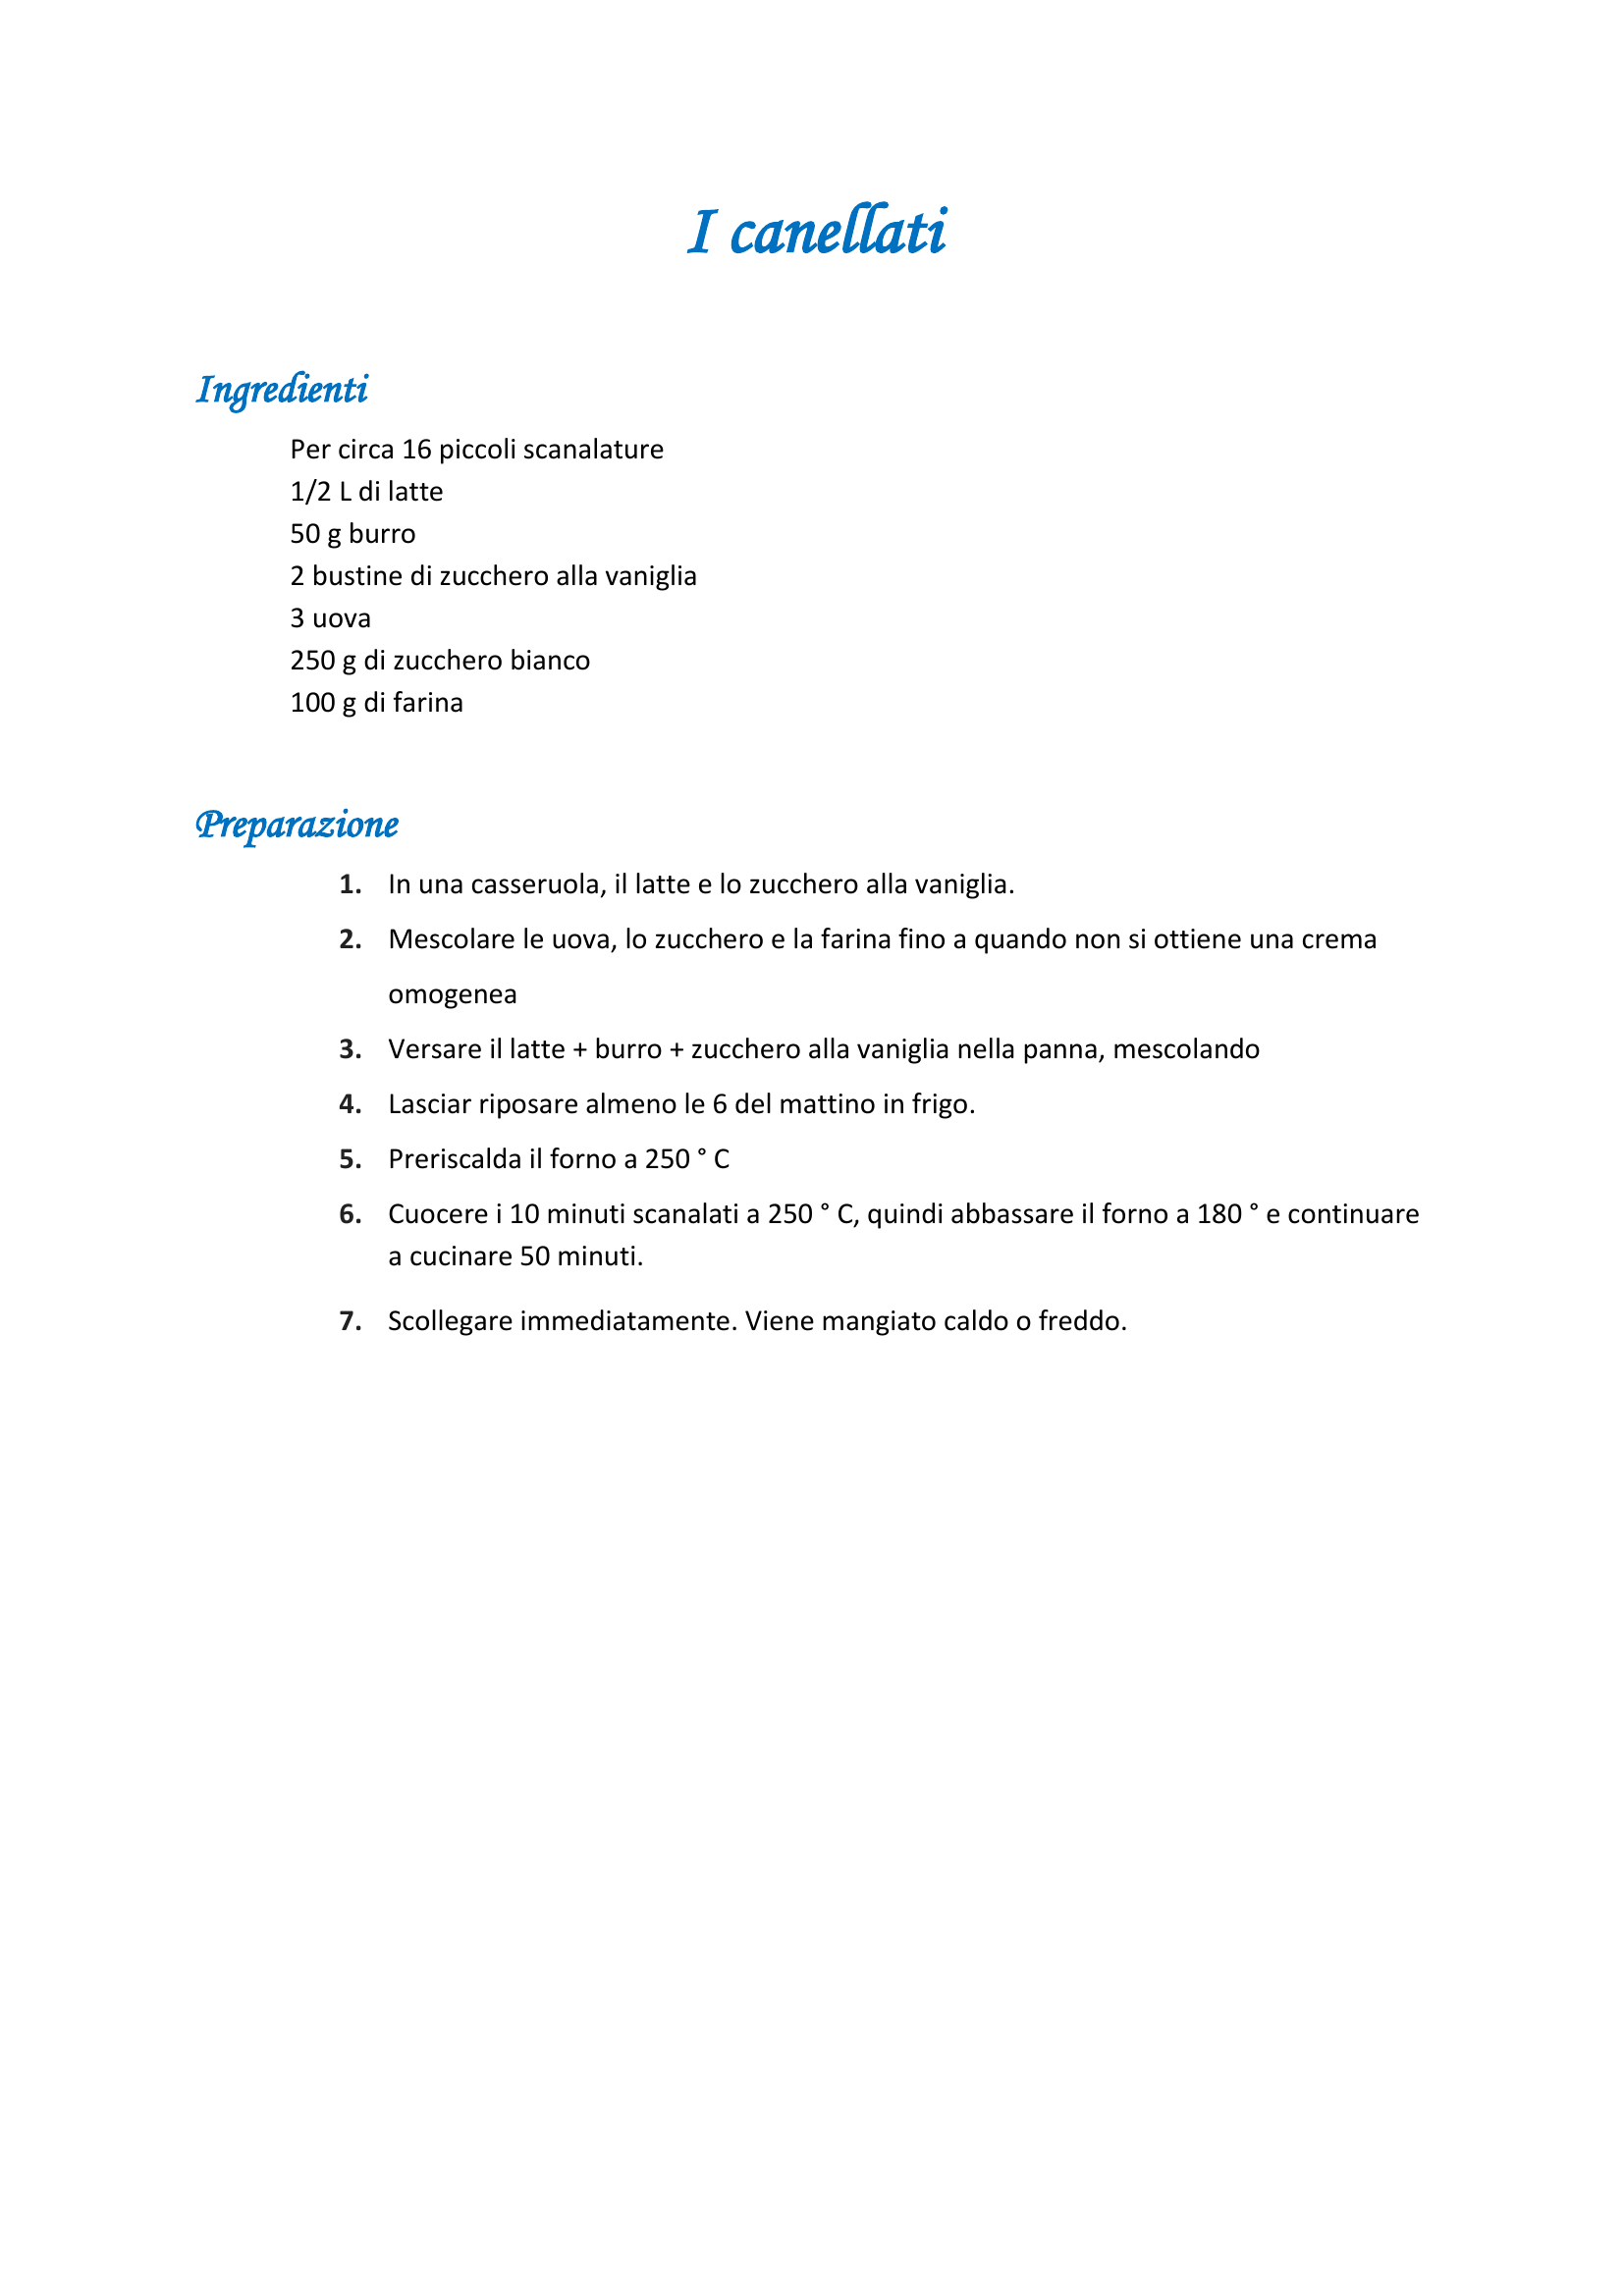 I canellati
Ingredienti
Per circa 16 piccoli scanalature
1/2 L di latte
50 g burro
2 bustine di zucchero alla vaniglia
3 uova
250 g di zucchero bianco
100 g di farina
Preparazione
1. In una casseruola, il latte e lo zucchero alla vaniglia.
2. Mescolare le uova, lo zucchero e la farina fino a quando non si ottiene una crema
omogenea
3. Versare il latte + burro + zucchero alla vaniglia nella panna, mescolando
4. Lasciar riposare almeno le 6 del mattino in frigo.
5. Preriscalda il forno a 250 ° C
6. Cuocere i 10 minuti scanalati a 250 ° C, quindi abbassare il forno a 180 ° e continuare
a cucinare 50 minuti.
7. Scollegare immediatamente. Viene mangiato caldo o freddo.